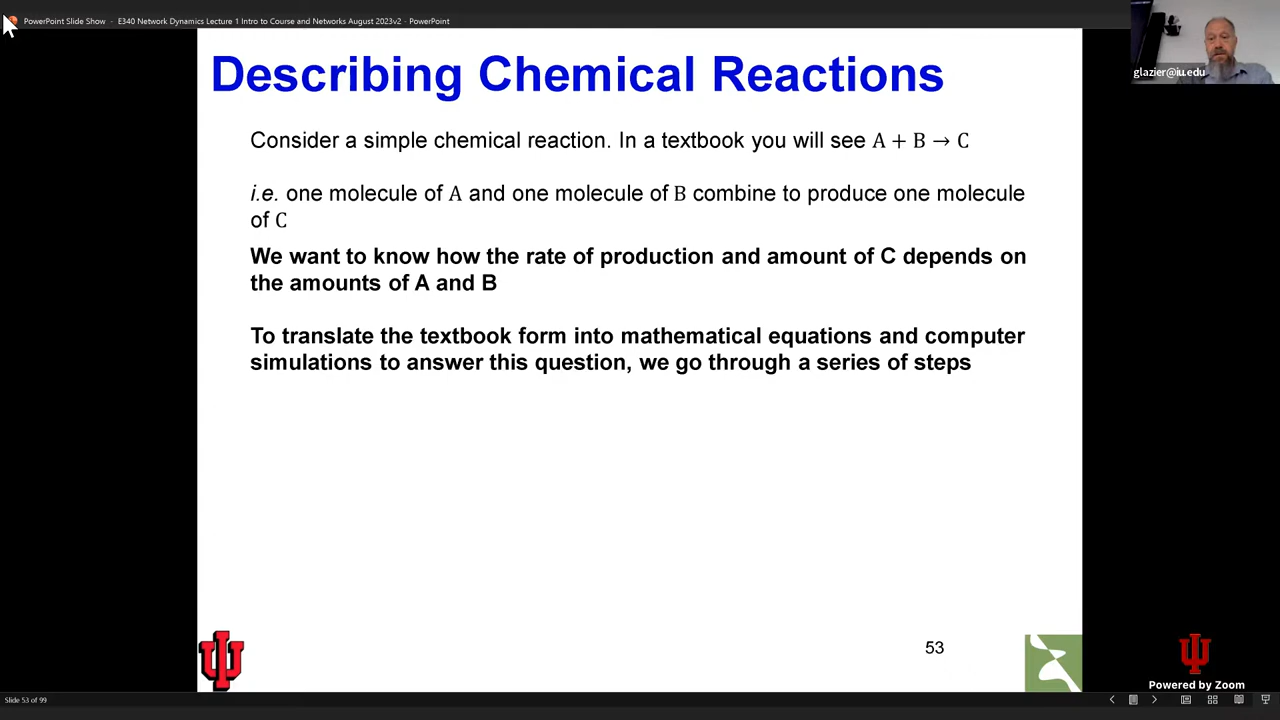 PowerPoint Slide Show - E340 Network Dynamics Lecture 1 Intro to Course and Networks August 2023v2 - PowerPoint
glazier@iu.edu
Describing Chemical Reactions
Consider a simple chemical reaction. In a textbook you will see A + B → C
i.e. one molecule of A and one molecule of B combine to produce one molecule
of C
We want to know how the rate of production and amount of C depends on
the amounts of A and B
To translate the textbook form into mathematical equations and computer
simulations to answer this question, we go through a series of steps
53
Powered by Zoom
Slide 53 of 99